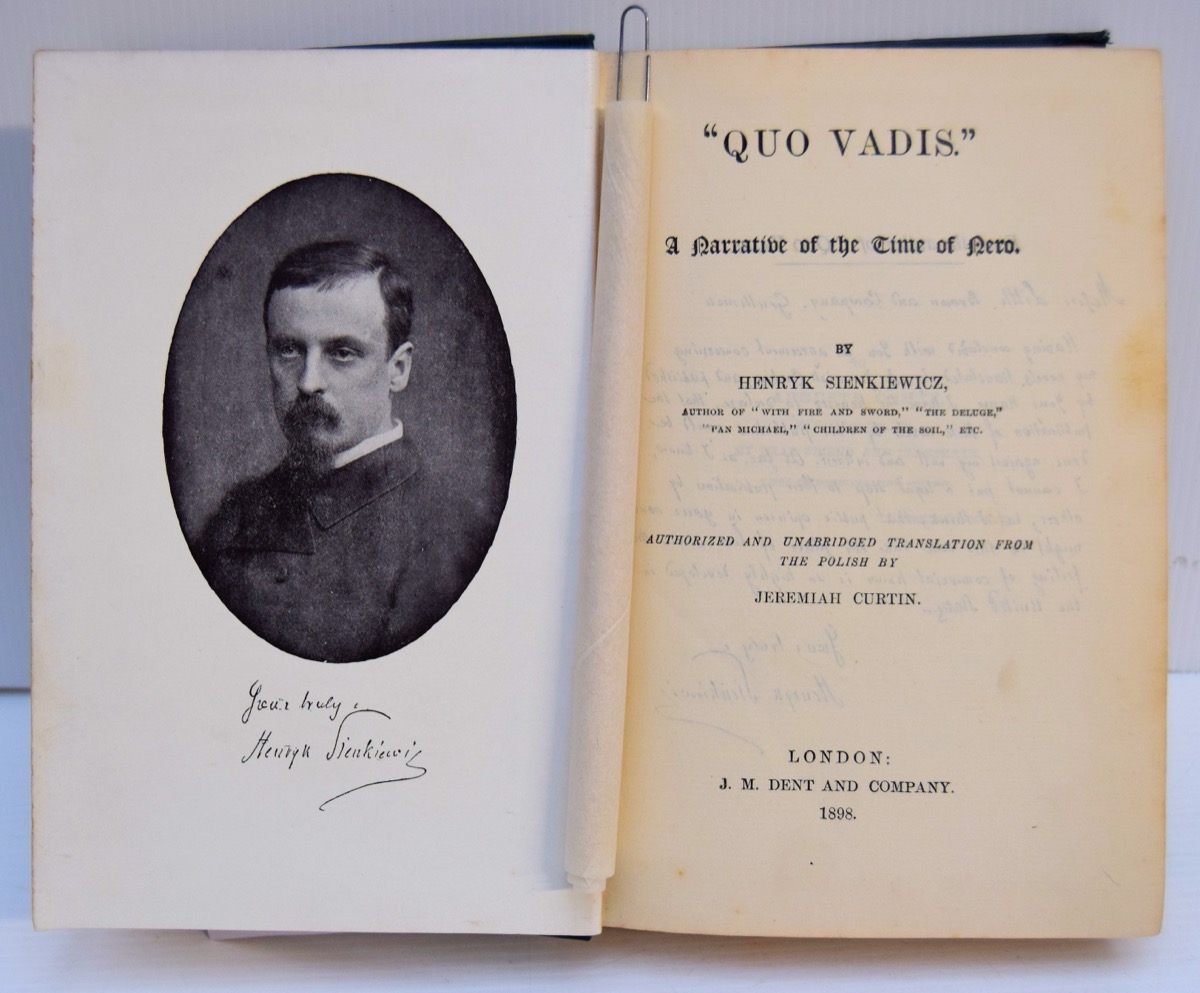 Yours truly,
Henryk Sienkiewicz
"QUO VADIS."
A Narrative of the Time of Nero.
BY
HENRYK SIENKIEWICZ,
AUTHOR OF "WITH FIRE AND SWORD," "THE DELUGE,"
"PAN MICHAEL," "CHILDREN OF THE SOIL," ETC.
AUTHORIZED AND UNABRIDGED TRANSLATION FROM
THE POLISH BY
JEREMIAH CURTIN.
LONDON:
J. M. DENT AND COMPANY.
1898.